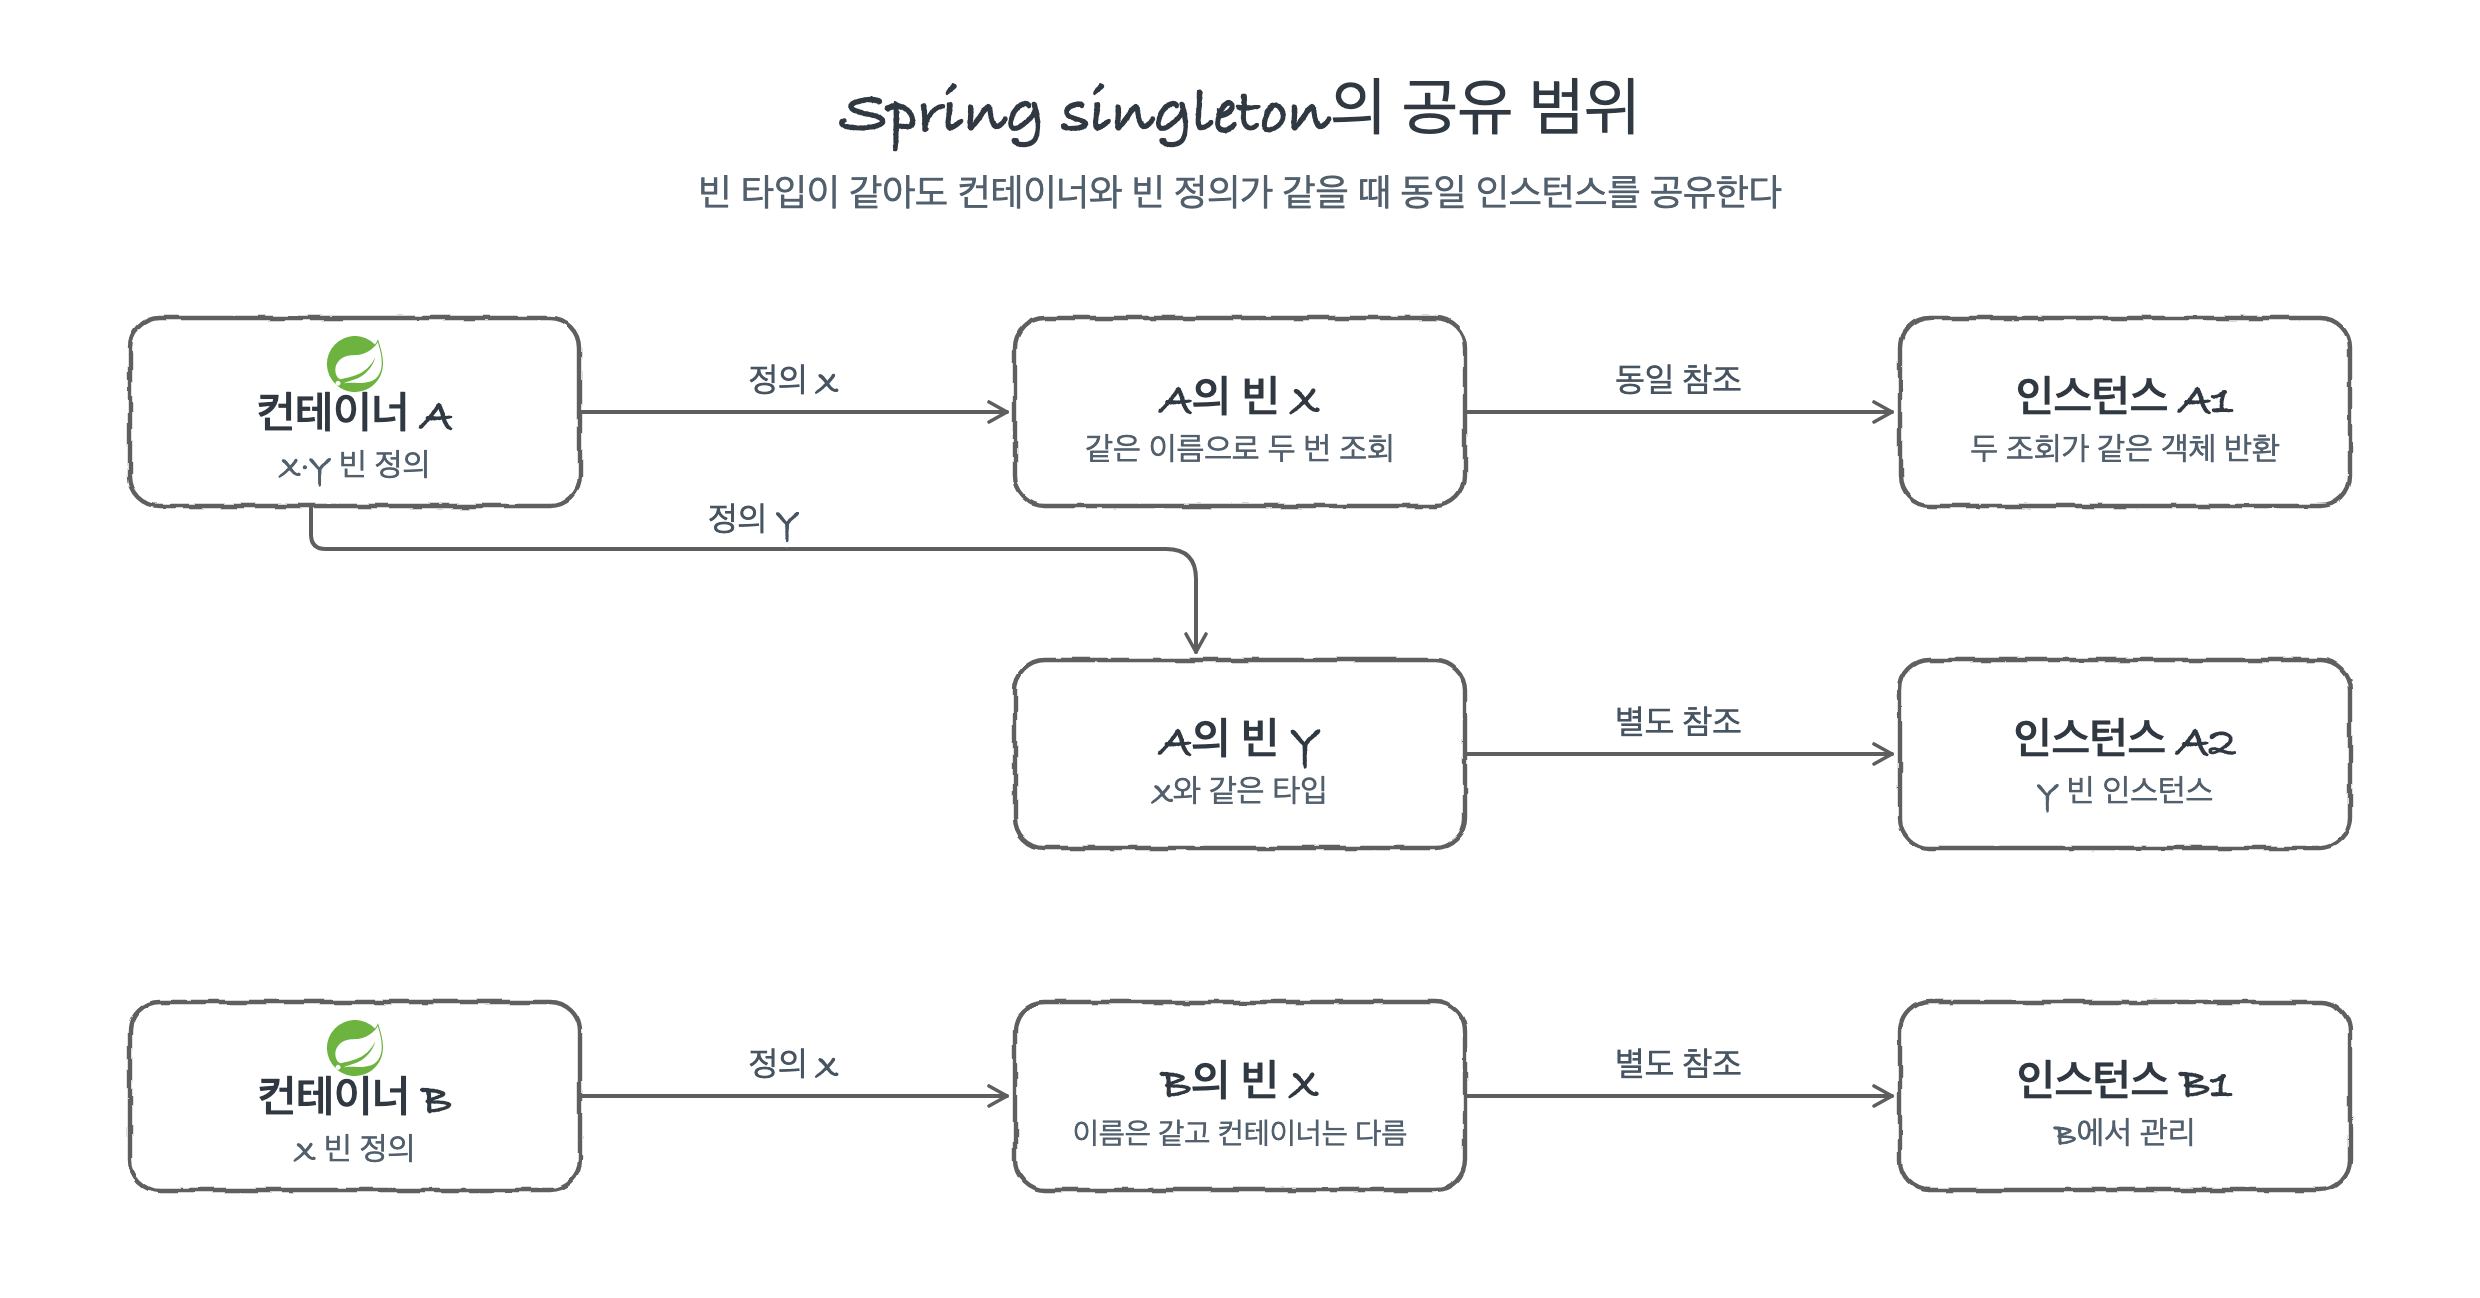 Spring singleton의 공유 범위
빈 타입이 같아도 컨테이너와 빈 정의가 같을 때 동일 인스턴스를 공유한다
컨테이너 A
X·Y 빈 정의
정의 X
A의 빈 X
같은 이름으로 두 번 조회
동일 참조
인스턴스 A1
두 조회가 같은 객체 반환
정의 Y
A의 빈 Y
X와 같은 타입
별도 참조
인스턴스 A2
Y 빈 인스턴스
컨테이너 B
X 빈 정의
정의 X
B의 빈 X
이름은 같고 컨테이너는 다름
별도 참조
인스턴스 B1
B에서 관리